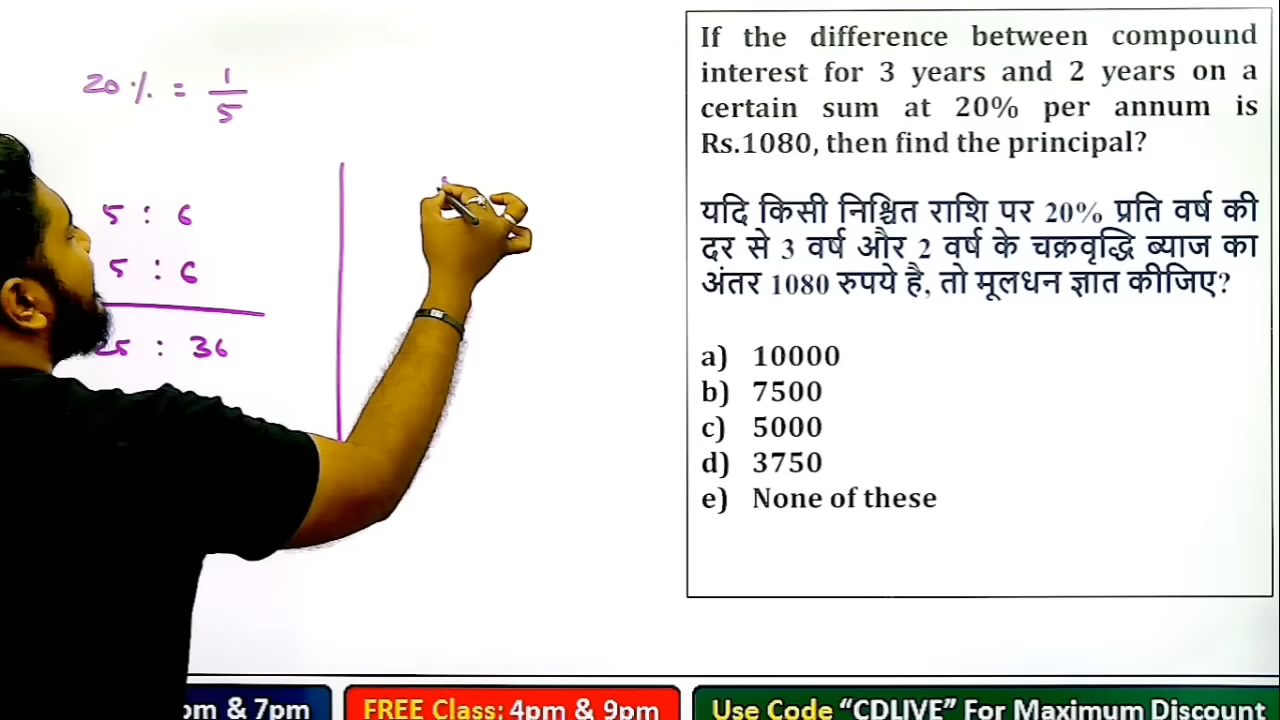 20% = 1/5
5 : 6
5 : 6
25 : 36
If the difference between compound
interest for 3 years and 2 years on a
certain sum at 20% per annum is
Rs.1080, then find the principal?
यदि किसी निश्चित राशि पर 20% प्रति वर्ष की
दर से 3 वर्ष और 2 वर्ष के चक्रवृद्धि ब्याज का
अंतर 1080 रुपये है, तो मूलधन ज्ञात कीजिए?
a) 10000
b) 7500
c) 5000
d) 3750
e) None of these
pm & 7pm
FREE Class: 4pm & 9pm
Use Code “CDLIVE” For Maximum Discount